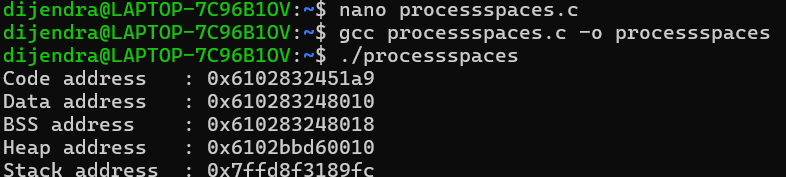 dijendra@LAPTOP-7C96B1OV:~$ nano processspaces.c
dijendra@LAPTOP-7C96B1OV:~$ gcc processspaces.c -o processspaces
dijendra@LAPTOP-7C96B1OV:~$ ./processspaces
Code address   : 0x6102832451a9
Data address   : 0x610283248010
BSS address    : 0x610283248018
Heap address   : 0x6102bbd60010
Stack address  : 0x7ffd8f3189fc